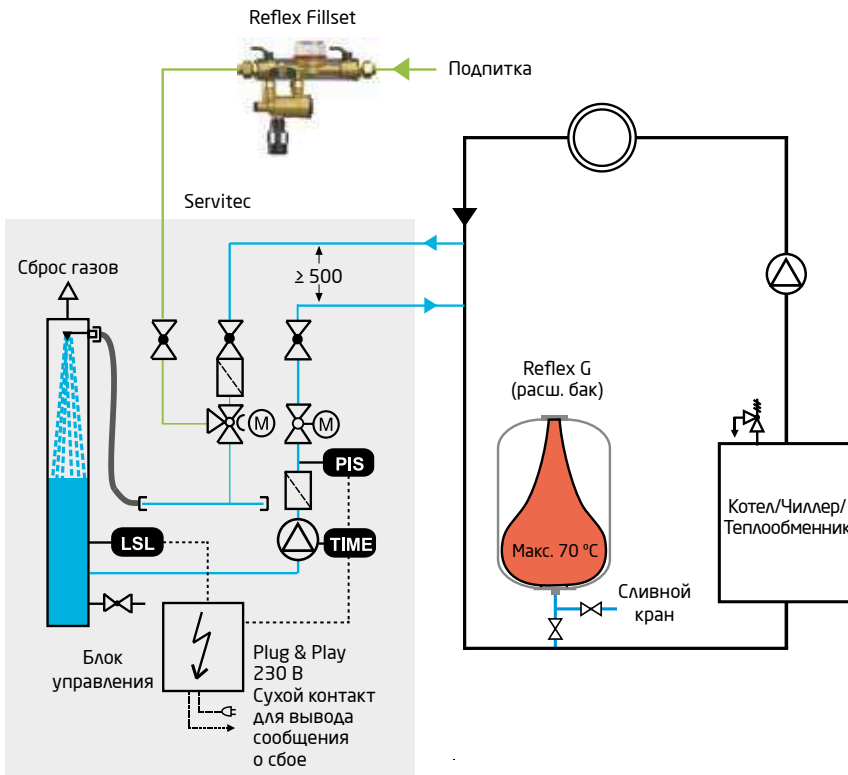 Reflex Fillset
Подпитка
Servitec
Сброс газов
≥ 500
M
M
PIS
LSL
TIME
Reflex G
(расш. бак)
Макс. 70 °C
Котел/Чиллер/
Теплообменник
Сливной
кран
Блок
управления
Plug & Play
230 В
Сухой контакт
для вывода
сообщения
о сбое